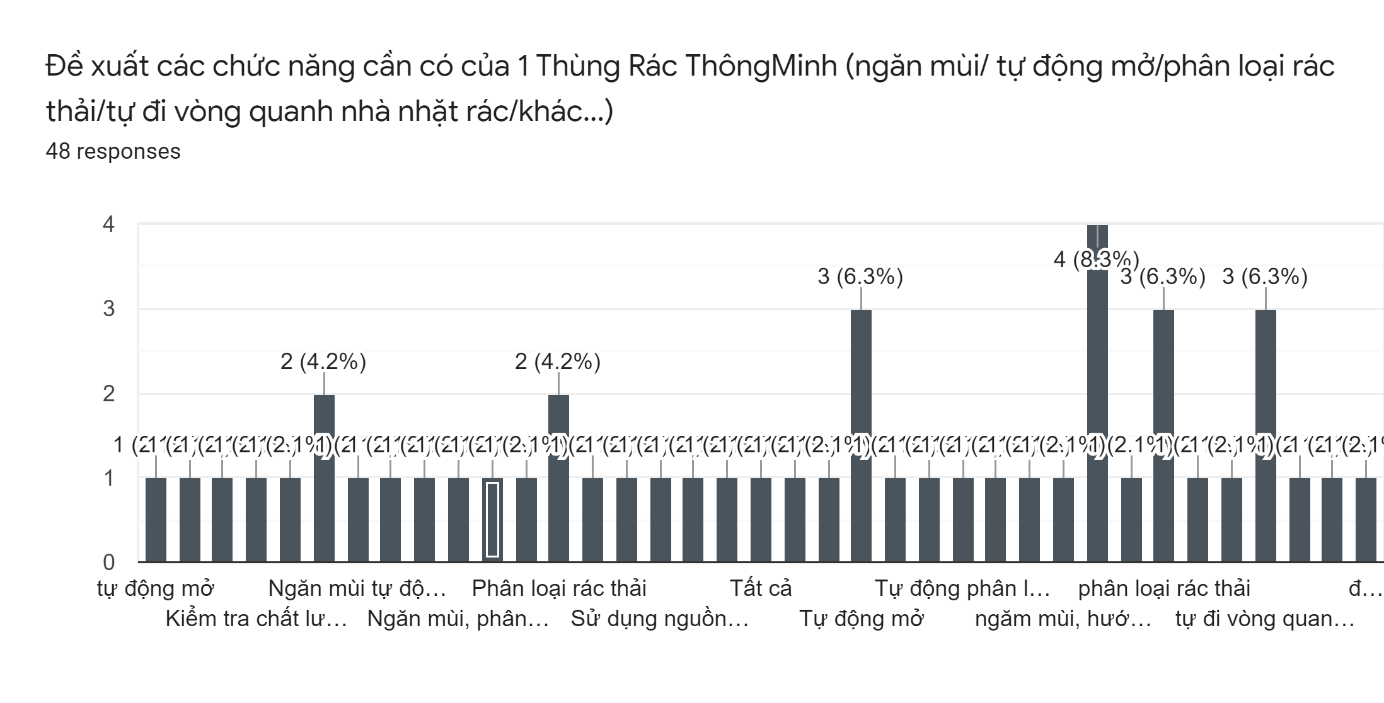 Đề xuất các chức năng cần có của 1 Thùng Rác ThôngMinh (ngăn mùi/ tự động mở/phân loại rác
thải/tự đi vòng quanh nhà nhặt rác/khác...)
48 responses
4
4 (8.3%)
3 (6.3%) 3 (6.3%) 3 (6.3%)
3
2 (4.2%) 2 (4.2%)
2
1
0
tự động mở Ngăn mùi tự độ... Phân loại rác thải Tất cả Tự động phân l... phân loại rác thải đ...
Kiểm tra chất lư... Ngăn mùi, phân... Sử dụng nguồn... Tự động mở ngăm mùi, hướ... tự đi vòng quan...